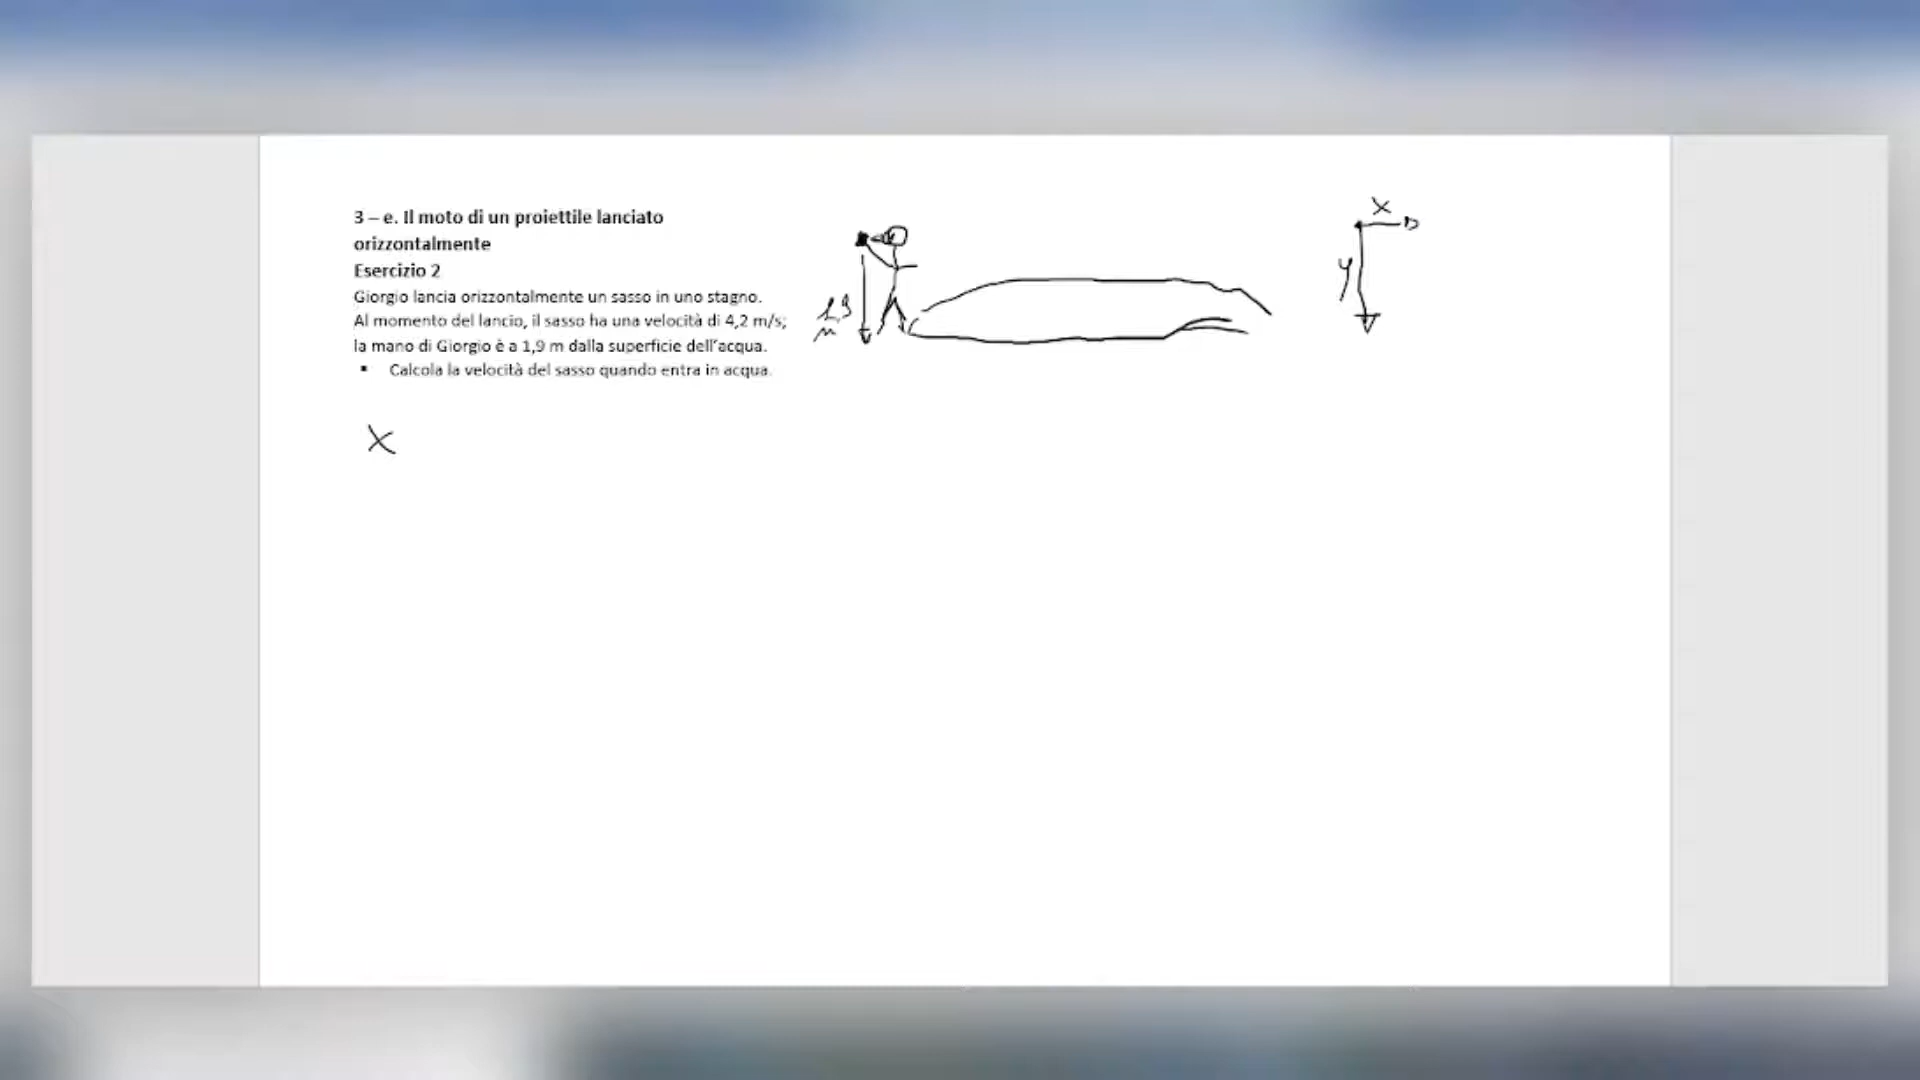 3 – e. Il moto di un proiettile lanciato
orizzontalmente
Esercizio 2
Giorgio lancia orizzontalmente un sasso in uno stagno.
Al momento del lancio, il sasso ha una velocità di 4,2 m/s;
la mano di Giorgio è a 1,9 m dalla superficie dell'acqua.
▪ Calcola la velocità del sasso quando entra in acqua.
1,9
m
x
y
x